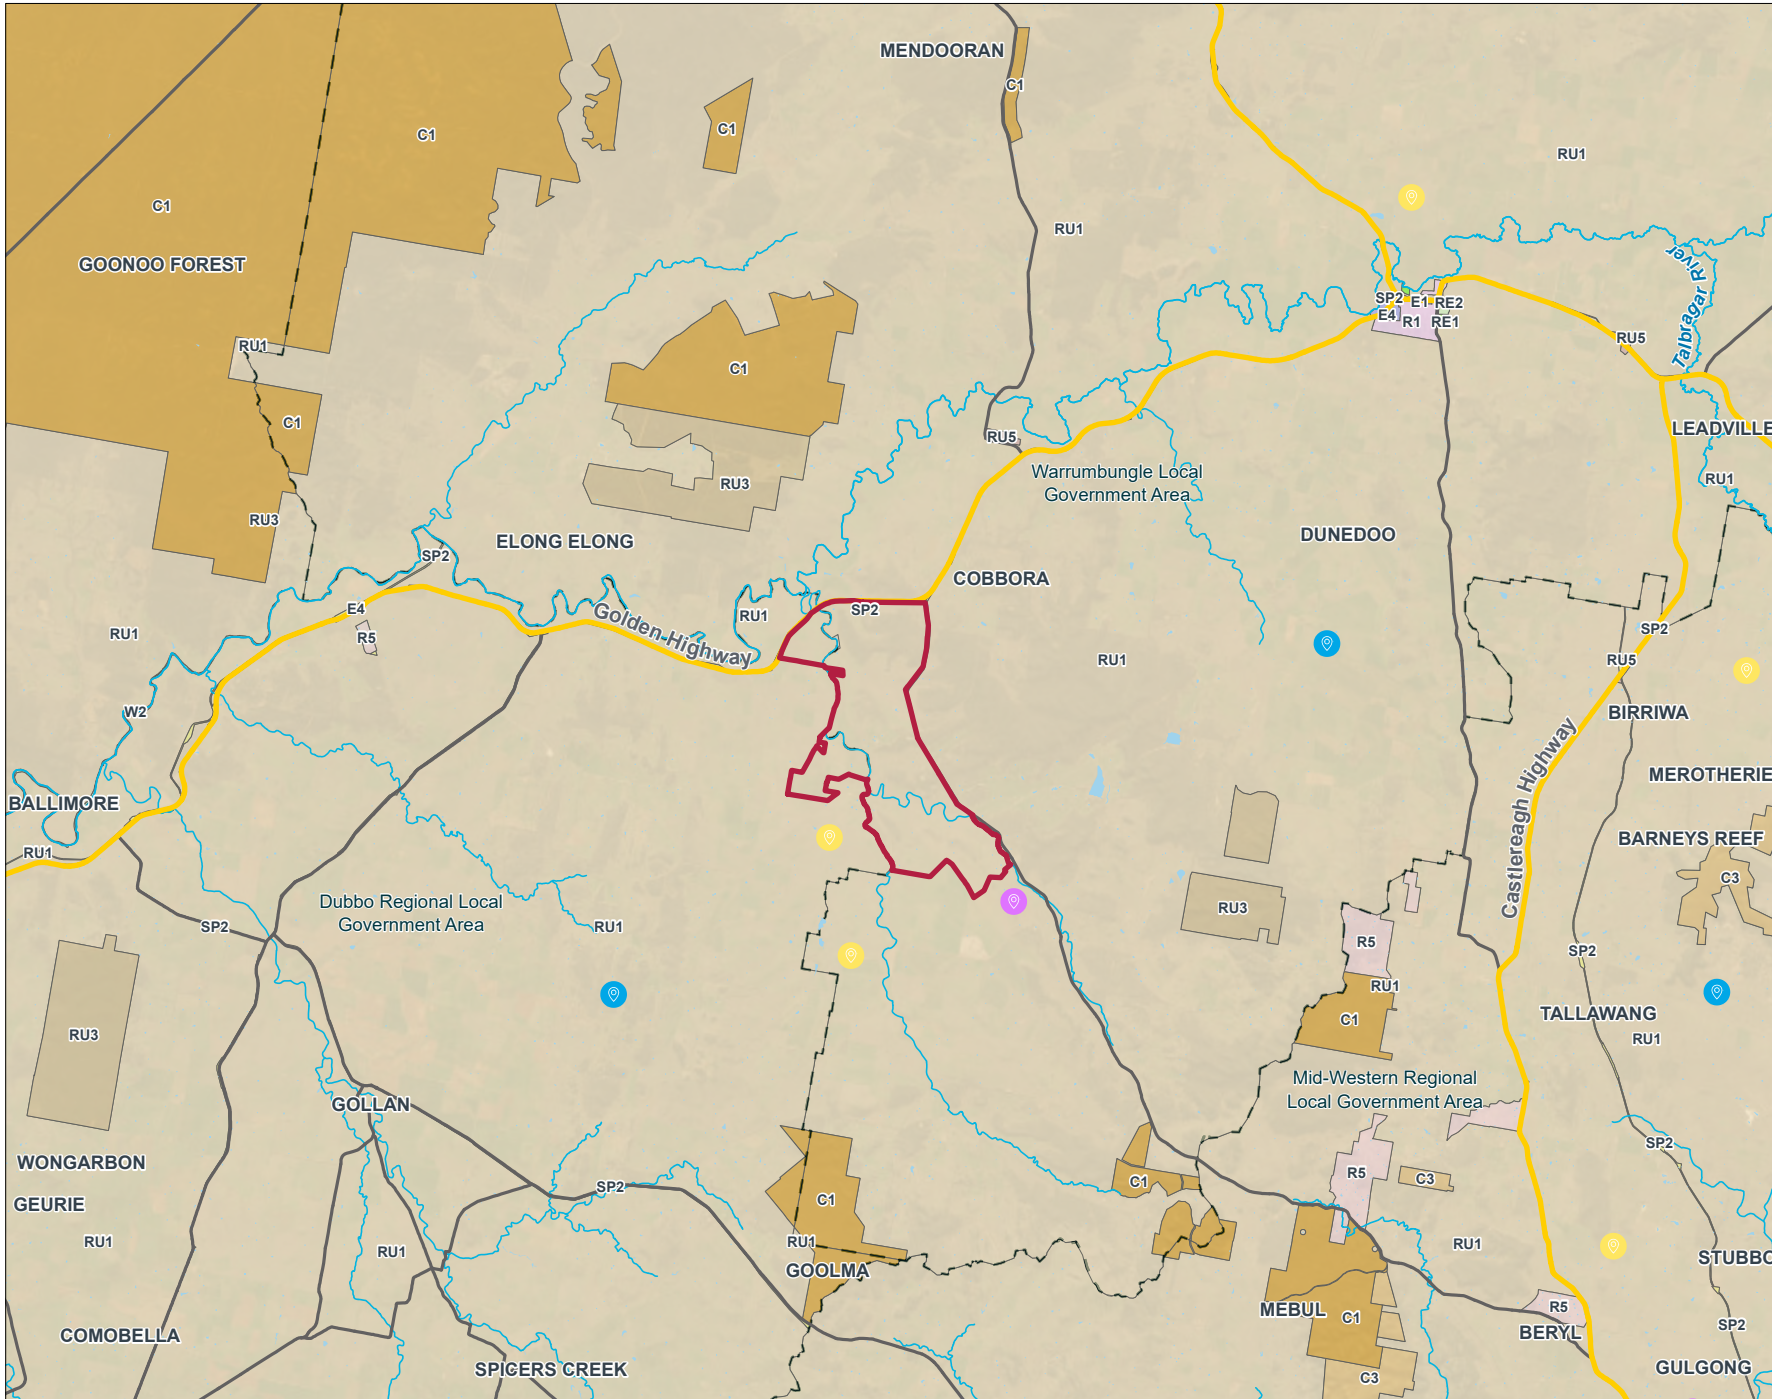 MENDOORAN
C1
C1
C1
RU1
C1
RU1
GOONOO FOREST
Talbragar River
SP2
E1
RE2
E4
R1
RE1
RU5
RU1
C1
C1
LEADVILLE
RU5
RU3
Warrumbungle Local
Government Area
RU1
RU3
DUNEDOO
ELONG ELONG
SP2
COBBORA
E4
SP2
RU1
Golden Highway
RU1
R5
SP2
RU1
RU5
W2
BIRRIWA
Castlereagh Highway
MEROTHERIE
BALLIMORE
BARNEYS REEF
RU1
C3
Dubbo Regional Local
Government Area
RU3
SP2
RU1
R5
SP2
RU1
C1
TALLAWANG
RU1
RU3
Mid-Western Regional
Local Government Area
GOLLAN
SP2
WONGARBON
R5
C3
C1
SP2
C1
GEURIE
RU1
RU1
RU1
RU1
STUBBO
GOOLMA
MEBUL
C1
R5
SP2
BERYL
COMOBELLA
SPICERS CREEK
GULGONG
C3